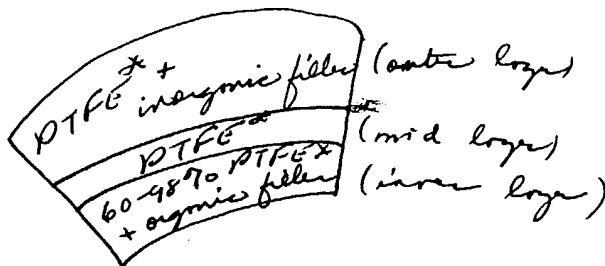 PTFE* +
inorganic filler (outer layer)
PTFE* (mid layer)
60-98% PTFE*
+ organic filler (inner layer)